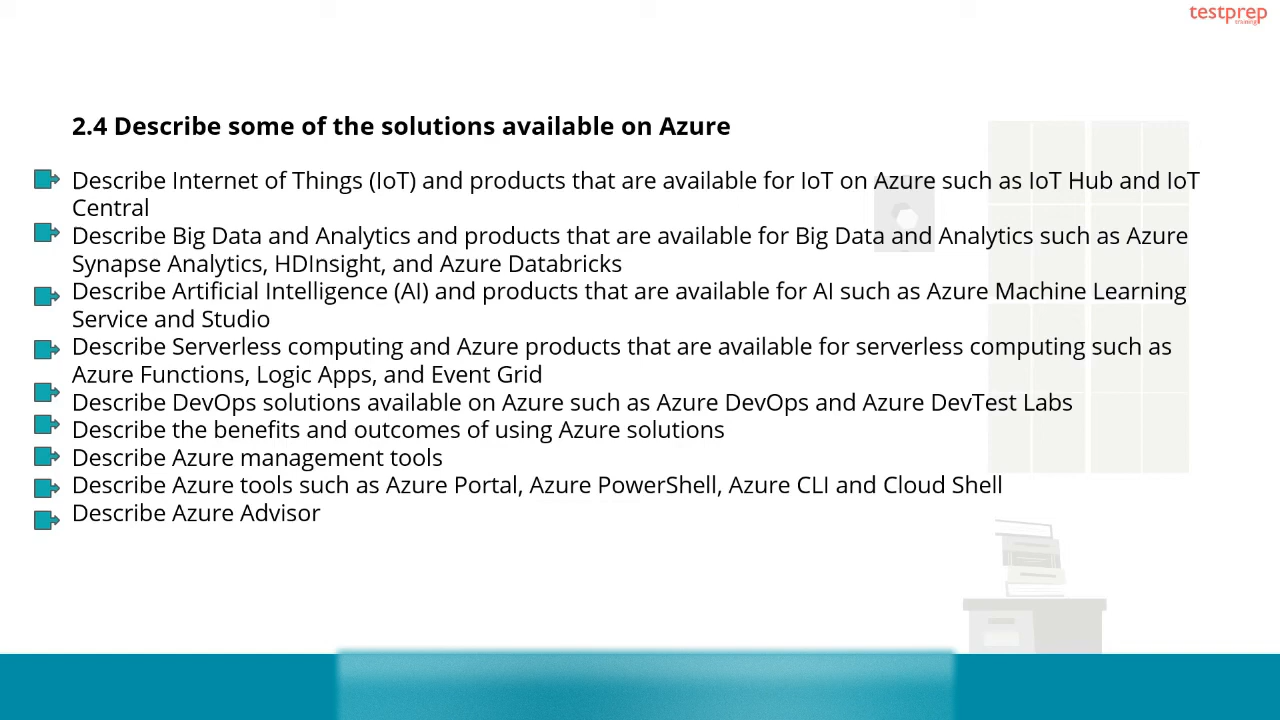 testprep
training
2.4 Describe some of the solutions available on Azure
Describe Internet of Things (IoT) and products that are available for IoT on Azure such as IoT Hub and IoT
Central
Describe Big Data and Analytics and products that are available for Big Data and Analytics such as Azure
Synapse Analytics, HDInsight, and Azure Databricks
Describe Artificial Intelligence (AI) and products that are available for AI such as Azure Machine Learning
Service and Studio
Describe Serverless computing and Azure products that are available for serverless computing such as
Azure Functions, Logic Apps, and Event Grid
Describe DevOps solutions available on Azure such as Azure DevOps and Azure DevTest Labs
Describe the benefits and outcomes of using Azure solutions
Describe Azure management tools
Describe Azure tools such as Azure Portal, Azure PowerShell, Azure CLI and Cloud Shell
Describe Azure Advisor